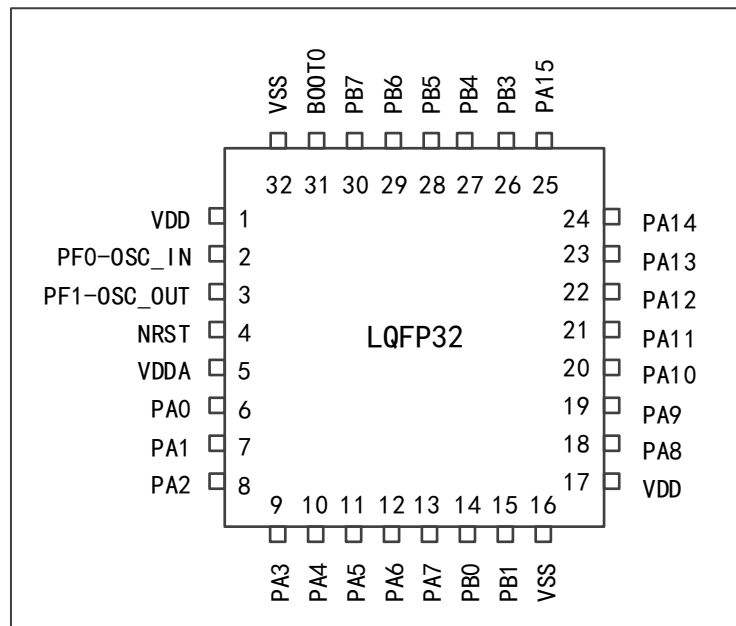 VSS BOOT0 PB7 PB6 PB5 PB4 PB3 PA15
32 31 30 29 28 27 26 25
VDD 1 24 PA14
PF0-OSC_IN 2 23 PA13
PF1-OSC_OUT 3 22 PA12
NRST 4 LQFP32 21 PA11
VDDA 5 20 PA10
PA0 6 19 PA9
PA1 7 18 PA8
PA2 8 17 VDD
9 10 11 12 13 14 15 16
PA3 PA4 PA5 PA6 PA7 PB0 PB1 VSS